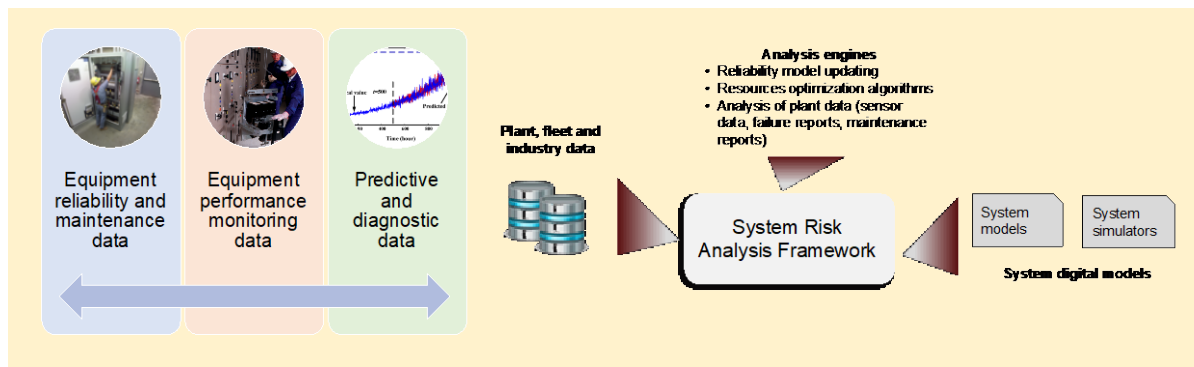 Equipment
reliability and
maintenance
data
Equipment
performance
monitoring
data
Predictive
and
diagnostic
data
Predicted
Time (hour)
Plant, fleet and
industry data
Analysis engines
• Reliability model updating
• Resources optimization algorithms
• Analysis of plant data (sensor
data, failure reports, maintenance
reports)
System Risk
Analysis Framework
System
models
System
simulators
System digital models